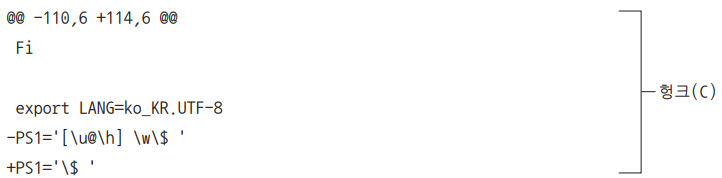 @@ -110,6 +114,6 @@
 Fi

 export LANG=ko_KR.UTF-8
-PS1='[\u@\h] \w\$ '
+PS1='\$ '
헝크(C)